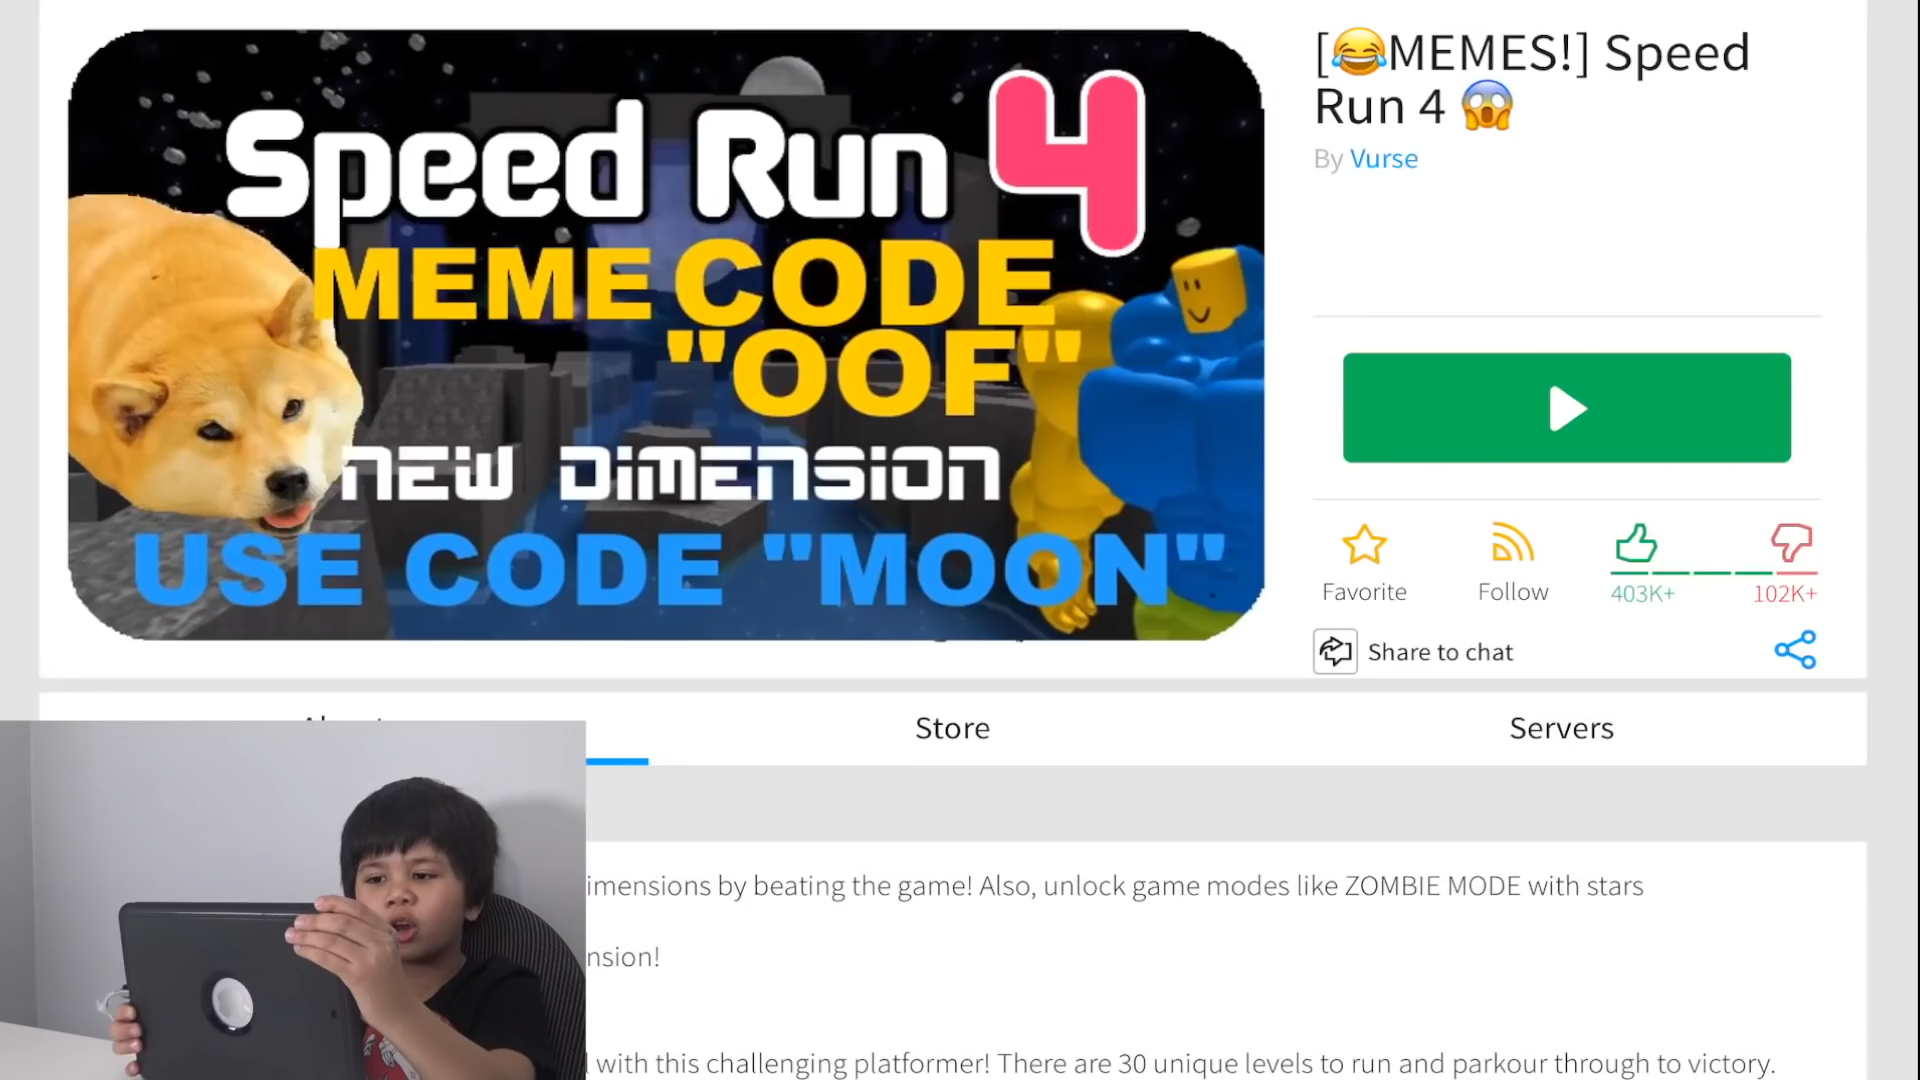 Speed Run 4
MEME CODE
"OOF"
NEW DIMENSION
USE CODE "MOON"
[😂MEMES!] Speed
Run 4 😱
By Vurse
Favorite
Follow
403K+
102K+
Share to chat
Store
Servers
imensions by beating the game! Also, unlock game modes like ZOMBIE MODE with stars
nsion!
with this challenging platformer! There are 30 unique levels to run and parkour through to victory.